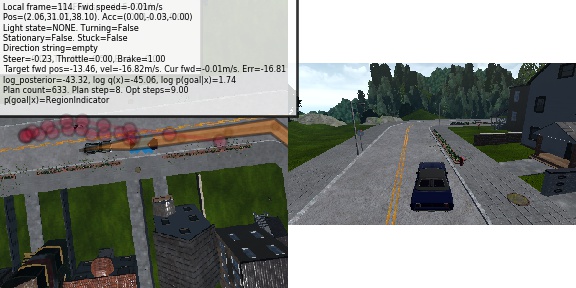 Local frame=114. Fwd speed=-0.01m/s
Pos=(2.06,31.01,38.10). Acc=(0.00,-0.03,-0.00)
Light state=NONE. Turning=False
Stationary=False. Stuck=False
Direction string=empty
Steer=-0.23, Throttle=0.00, Brake=1.00
Target fwd pos=-13.46, vel=-16.82m/s. Cur fwd=-0.01m/s. Err=-16.81
log_posterior=-43.32, log q(x)=-45.06, log p(goal|x)=1.74
Plan count=633. Plan step=8. Opt steps=9.00
p(goal|x)=RegionIndicator